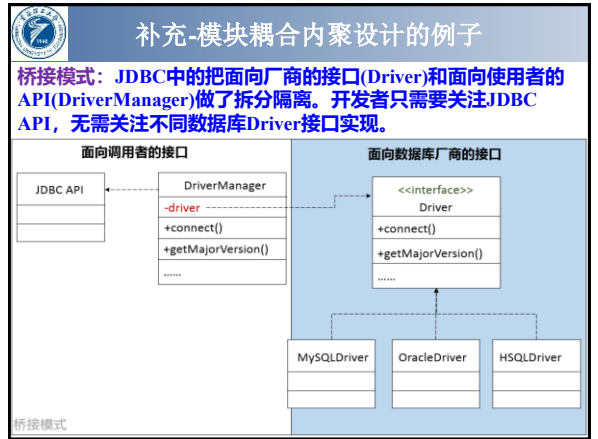 补充-模块耦合内聚设计的例子
桥接模式：JDBC中的把面向厂商的接口(Driver)和面向使用者的
API(DriverManager)做了拆分隔离。开发者只需要关注JDBC
API，无需关注不同数据库Driver接口实现。
面向调用者的接口
面向数据库厂商的接口
JDBC API
DriverManager
-driver
+connect()
+getMajorVersion()
......
<<interface>>
Driver
+connect()
+getMajorVersion()
......
MySQLDriver
OracleDriver
HSQLDriver
桥接模式